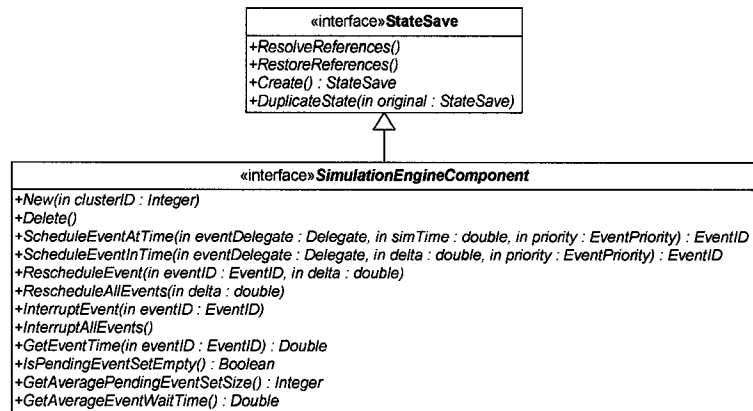 «interface»StateSave
+ResolveReferences()
+RestoreReferences()
+Create() : StateSave
+DuplicateState(in original : StateSave)
«interface»SimulationEngineComponent
+New(in clusterID : Integer)
+Delete()
+ScheduleEventAtTime(in eventDelegate : Delegate, in simTime : double, in priority : EventPriority) : EventID
+ScheduleEventInTime(in eventDelegate : Delegate, in delta : double, in priority : EventPriority) : EventID
+RescheduleEvent(in eventID : EventID, in delta : double)
+RescheduleAllEvents(in delta : double)
+InterruptEvent(in eventID : EventID)
+InterruptAllEvents()
+GetEventTime(in eventID : EventID) : Double
+IsPendingEventSetEmpty() : Boolean
+GetAveragePendingEventSetSize() : Integer
+GetAverageEventWaitTime() : Double